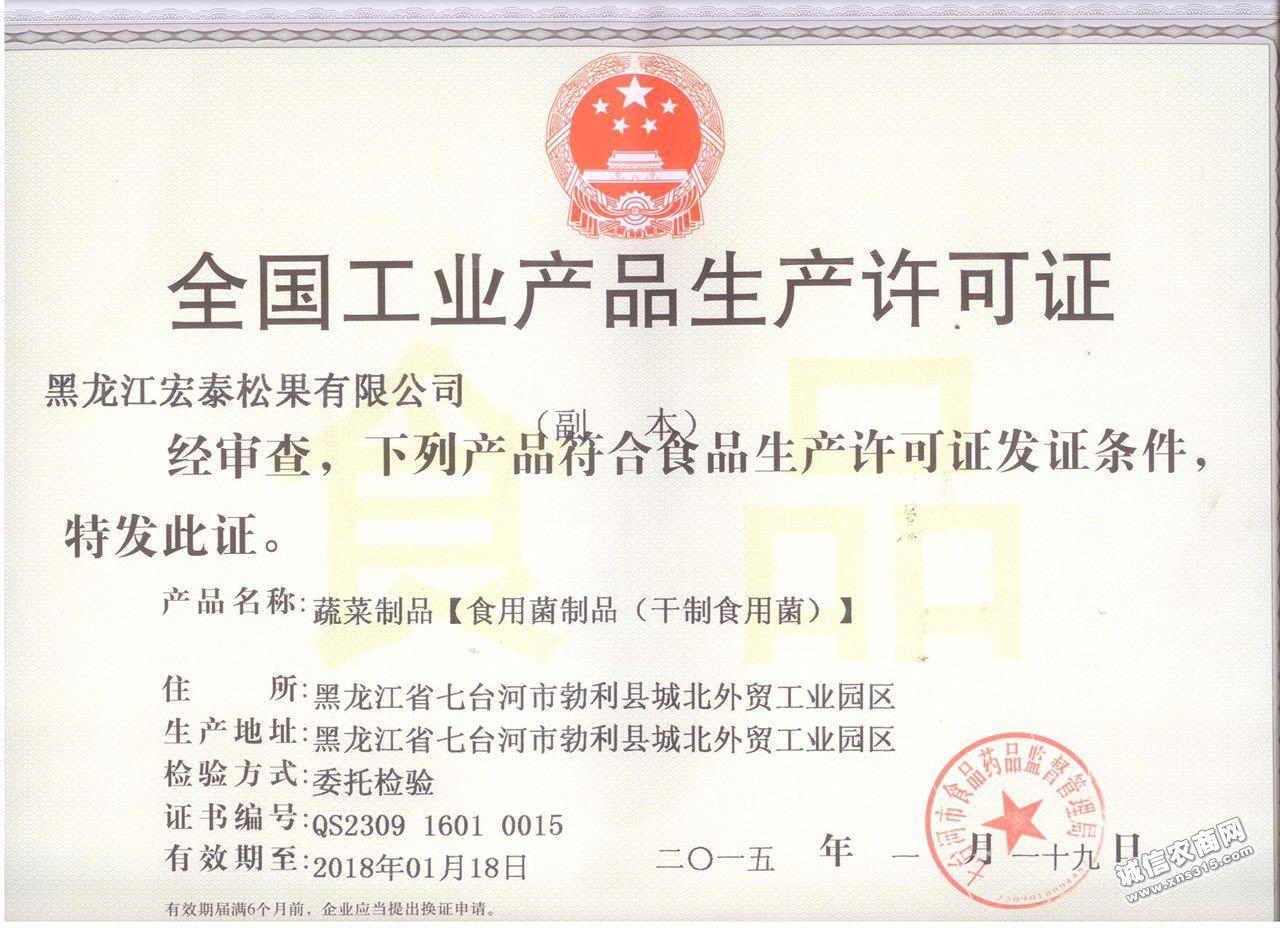 全国工业产品生产许可证
黑龙江宏泰松果有限公司
（副 本）
经审查，下列产品符合食品生产许可证发证条件，
特发此证。
食品
产品名称：蔬菜制品【食用菌制品（干制食用菌）】
住 所：黑龙江省七台河市勃利县城北外贸工业园区
生产地址：黑龙江省七台河市勃利县城北外贸工业园区
检验方式：委托检验
证书编号：QS2309 1601 0015
有效期至：2018年01月18日
二〇一五 年 一 月 一十九 日
七台河市食品药品监督管理局
诚信农商网
www.xns315.com
有效期届满6个月前，企业应当提出换证申请。